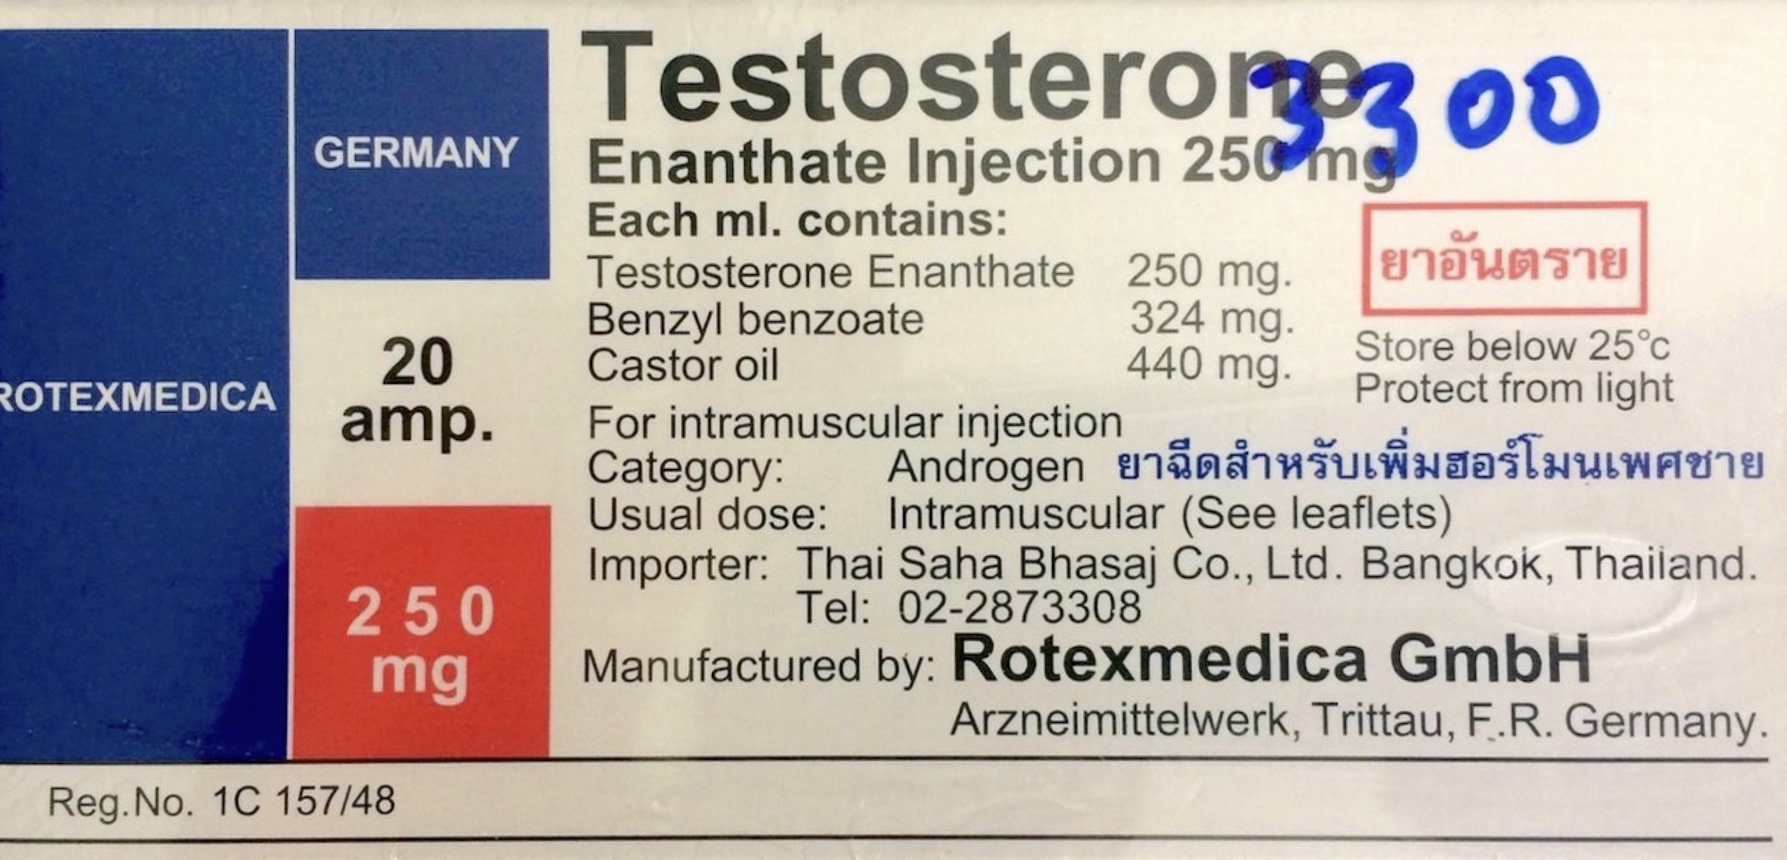 ROTEXMEDICA
GERMANY
20
amp.
250
mg
Testosterone
3300
Enanthate Injection 250 mg
Each ml. contains:
Testosterone Enanthate 250 mg.
Benzyl benzoate 324 mg.
Castor oil 440 mg.
ยาอันตราย
Store below 25°c
Protect from light
For intramuscular injection
Category: Androgen ยาฉีดสำหรับเพิ่มฮอร์โมนเพศชาย
Usual dose: Intramuscular (See leaflets)
Importer: Thai Saha Bhasaj Co., Ltd. Bangkok, Thailand.
Tel: 02-2873308
Manufactured by: Rotexmedica GmbH
Arzneimittelwerk, Trittau, F.R. Germany.
Reg.No. 1C 157/48